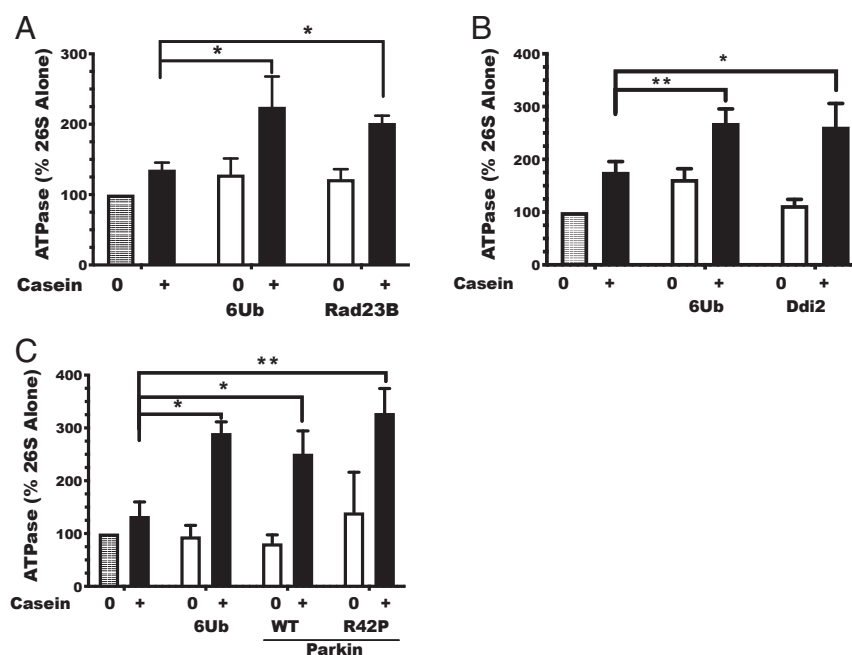 A
ATPase (% 26S Alone)
300
200
100
0
*
*
Casein 0 + 0 + 0 +
6Ub Rad23B
B
ATPase (% 26S Alone)
400
300
200
100
0
*
**
Casein 0 + 0 + 0 +
6Ub Ddi2
C
ATPase (% 26S Alone)
400
300
200
100
0
**
*
*
Casein 0 + 0 + 0 + 0 +
6Ub WT R42P
Parkin